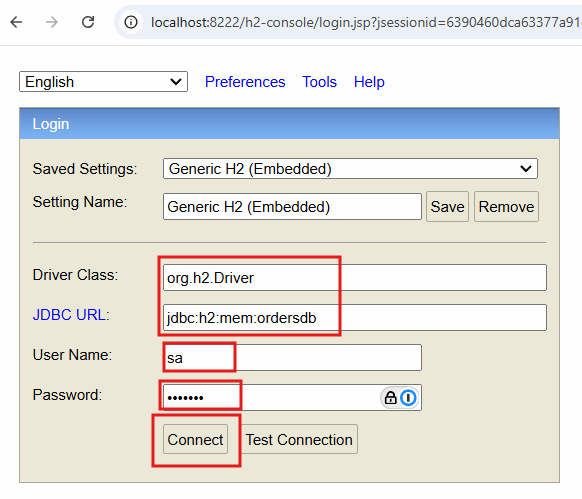 localhost:8222/h2-console/login.jsp?jsessionid=6390460dca63377a91
English Preferences Tools Help
Login
Saved Settings: Generic H2 (Embedded)
Setting Name: Generic H2 (Embedded) Save Remove
Driver Class: org.h2.Driver
JDBC URL: jdbc:h2:mem:ordersdb
User Name: sa
Password: •••••••
Connect Test Connection